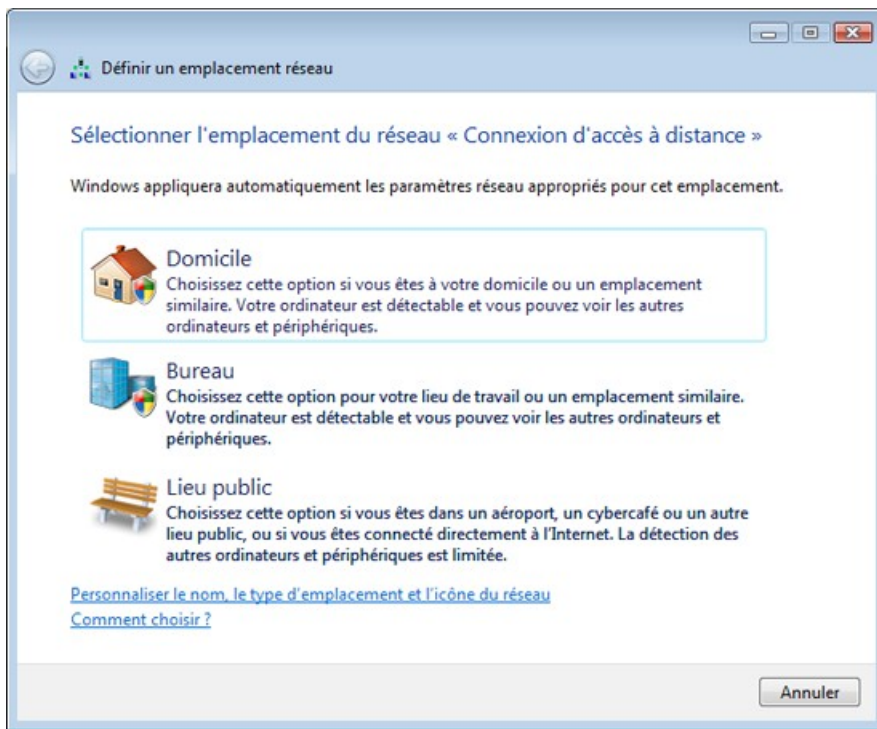 Définir un emplacement réseau
Sélectionner l'emplacement du réseau « Connexion d'accès à distance »
Windows appliquera automatiquement les paramètres réseau appropriés pour cet emplacement.
Domicile
Choisissez cette option si vous êtes à votre domicile ou un emplacement
similaire. Votre ordinateur est détectable et vous pouvez voir les autres
ordinateurs et périphériques.
Bureau
Choisissez cette option pour votre lieu de travail ou un emplacement similaire.
Votre ordinateur est détectable et vous pouvez voir les autres ordinateurs et
périphériques.
Lieu public
Choisissez cette option si vous êtes dans un aéroport, un cybercafé ou un autre
lieu public, ou si vous êtes connecté directement à l'Internet. La détection des
autres ordinateurs et périphériques est limitée.
Personnaliser le nom, le type d'emplacement et l'icône du réseau
Comment choisir ?
Annuler